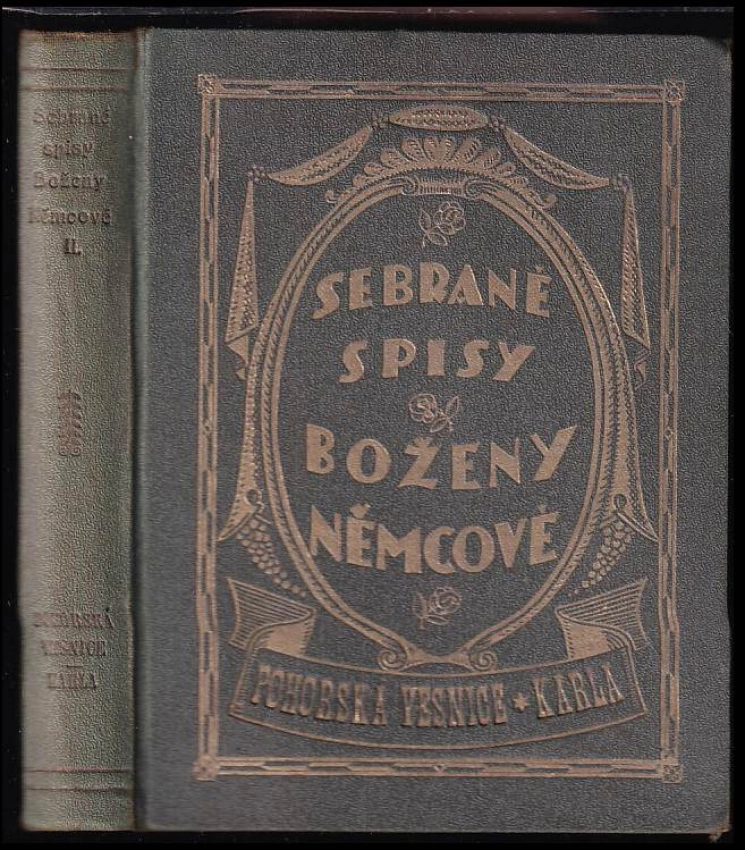 Sebrané
spisy
Boženy
Němcové
II.
POHORSKÁ
VESNICE
KARLA
SEBRANÉ
SPISY
BOŽENY
NĚMCOVÉ
POHORSKÁ VESNICE * KARLA